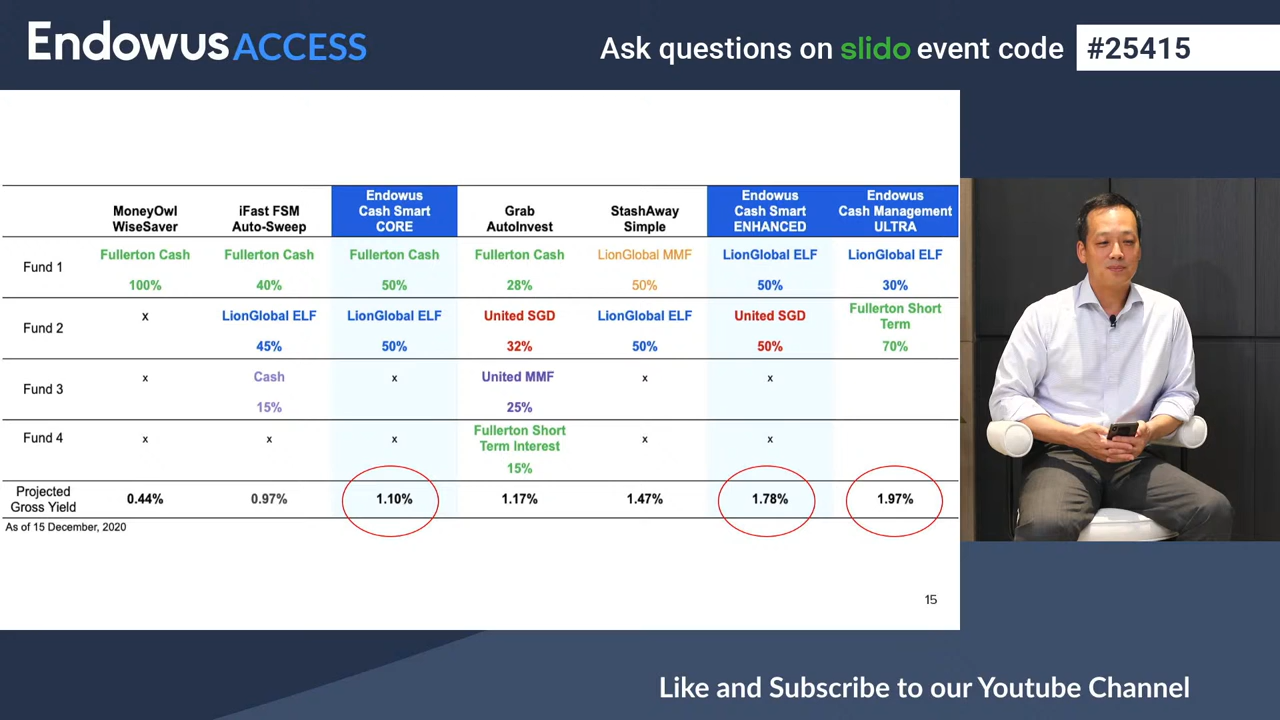 Endowus ACCESS
Ask questions on slido event code #25415
MoneyOwl WiseSaver
iFast FSM Auto-Sweep
Endowus Cash Smart CORE
Grab AutoInvest
StashAway Simple
Endowus Cash Smart ENHANCED
Endowus Cash Management ULTRA
Fund 1
Fullerton Cash Fullerton Cash Fullerton Cash Fullerton Cash LionGlobal MMF LionGlobal ELF LionGlobal ELF
100% 40% 50% 28% 50% 50% 30%
Fund 2
x LionGlobal ELF LionGlobal ELF United SGD LionGlobal ELF United SGD Fullerton Short Term
45% 50% 32% 50% 50% 70%
Fund 3
x Cash x United MMF x x
15% 25%
Fund 4
x x x Fullerton Short Term Interest x x
15%
Projected Gross Yield
0.44% 0.97% 1.10% 1.17% 1.47% 1.78% 1.97%
As of 15 December, 2020
15
Like and Subscribe to our Youtube Channel